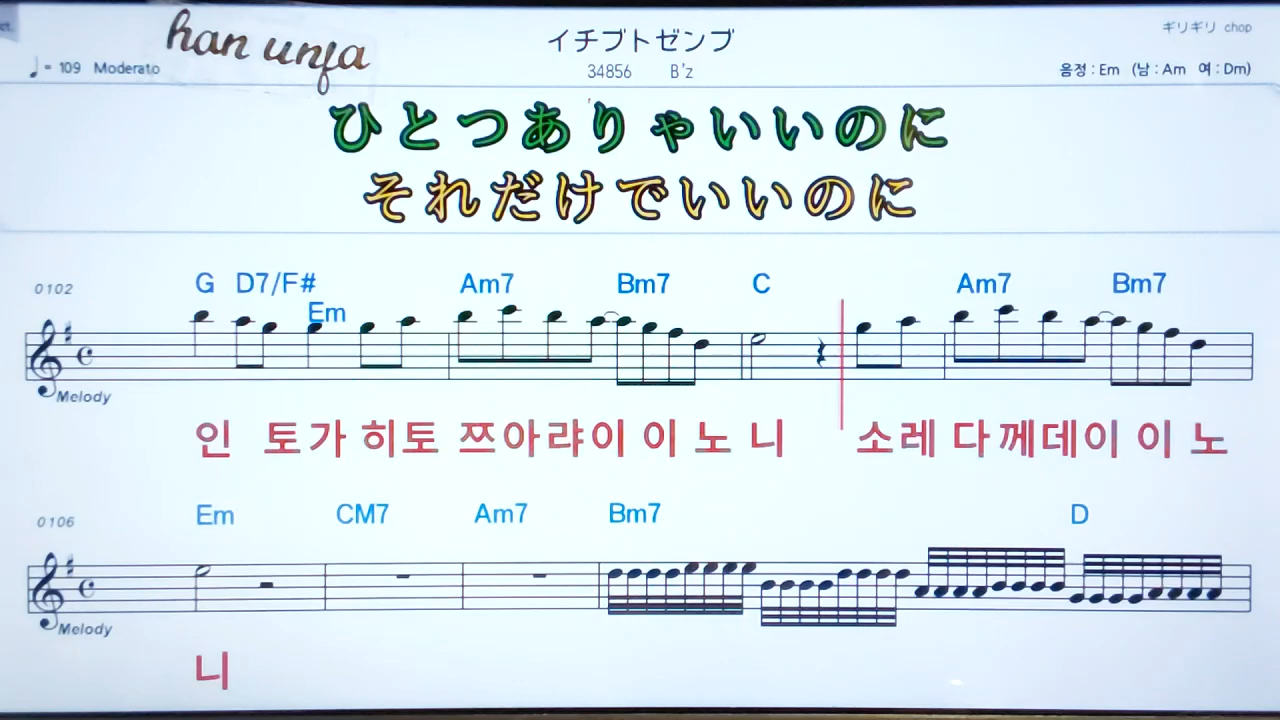 ct.
han unfa
イチブトゼンブ
ギリギリ chop
♩= 109 Moderato
34856 B'z
음정 : Em (남 : Am 여 : Dm)
ひとつありゃいいのに
それだけでいいのに
0102 G D7/F# Em Am7 Bm7 C Am7 Bm7
Melody
인 토가 히토 쯔아랴이 이 노 니 소레 다께데이 이 노
0106 Em CM7 Am7 Bm7 D
Melody
니